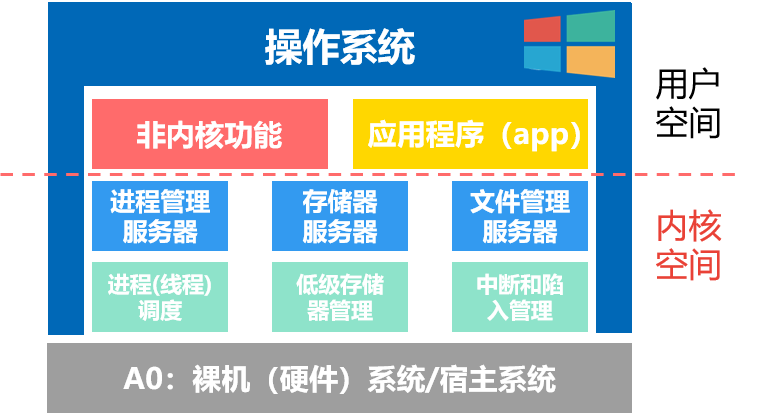 操作系统
非内核功能
应用程序（app）
用户
空间
进程管理
服务器
存储器
服务器
文件管理
服务器
内核
空间
进程(线程)
调度
低级存储
器管理
中断和陷
入管理
A0：裸机（硬件）系统/宿主系统